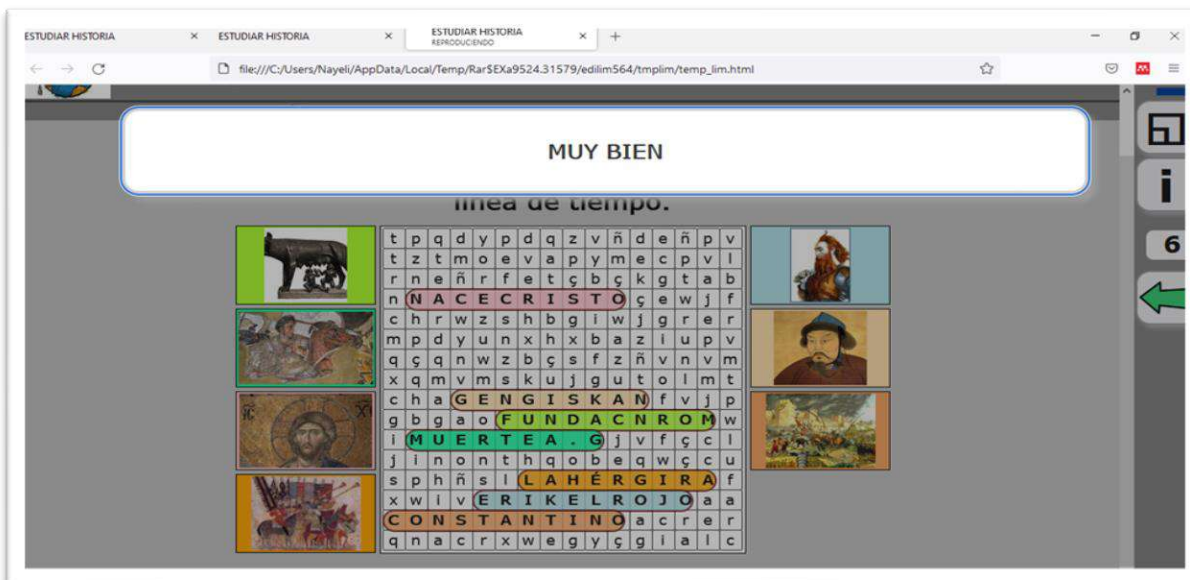 ESTUDIAR HISTORIA
ESTUDIAR HISTORIA
ESTUDIAR HISTORIA
REPRODUCIENDO
file:///C:/Users/Nayeli/AppData/Local/Temp/Rar$EXa9524.31579/edilim564/tmplim/temp_lim.html
MUY BIEN
línea de tiempo.
6
t p q d y p d q z v ñ d e ñ p v
t z t m o e v a p y m e c p v l
r n e ñ r f e t ç b ç k g t a b
n N A C E C R I S T O ç e w j f
c h r w z s h b g i w j g r e r
m p d y u n x h x b a z i u p v
q ç q n w z b ç s f z ñ v n v m
x q m v m s k u j g u t o l m t
c h a G E N G I S K A N f v j p
g b g a o F U N D A C N R O M w
i M U E R T E A . G j v f ç c l
j i n o n t h q o b e q w ç c u
s p h ñ s l L A H É R G I R A f
x w i v E R I K E L R O J O a a
C O N S T A N T I N O a c r e r
q n a c r x w e g y ç g i a l c